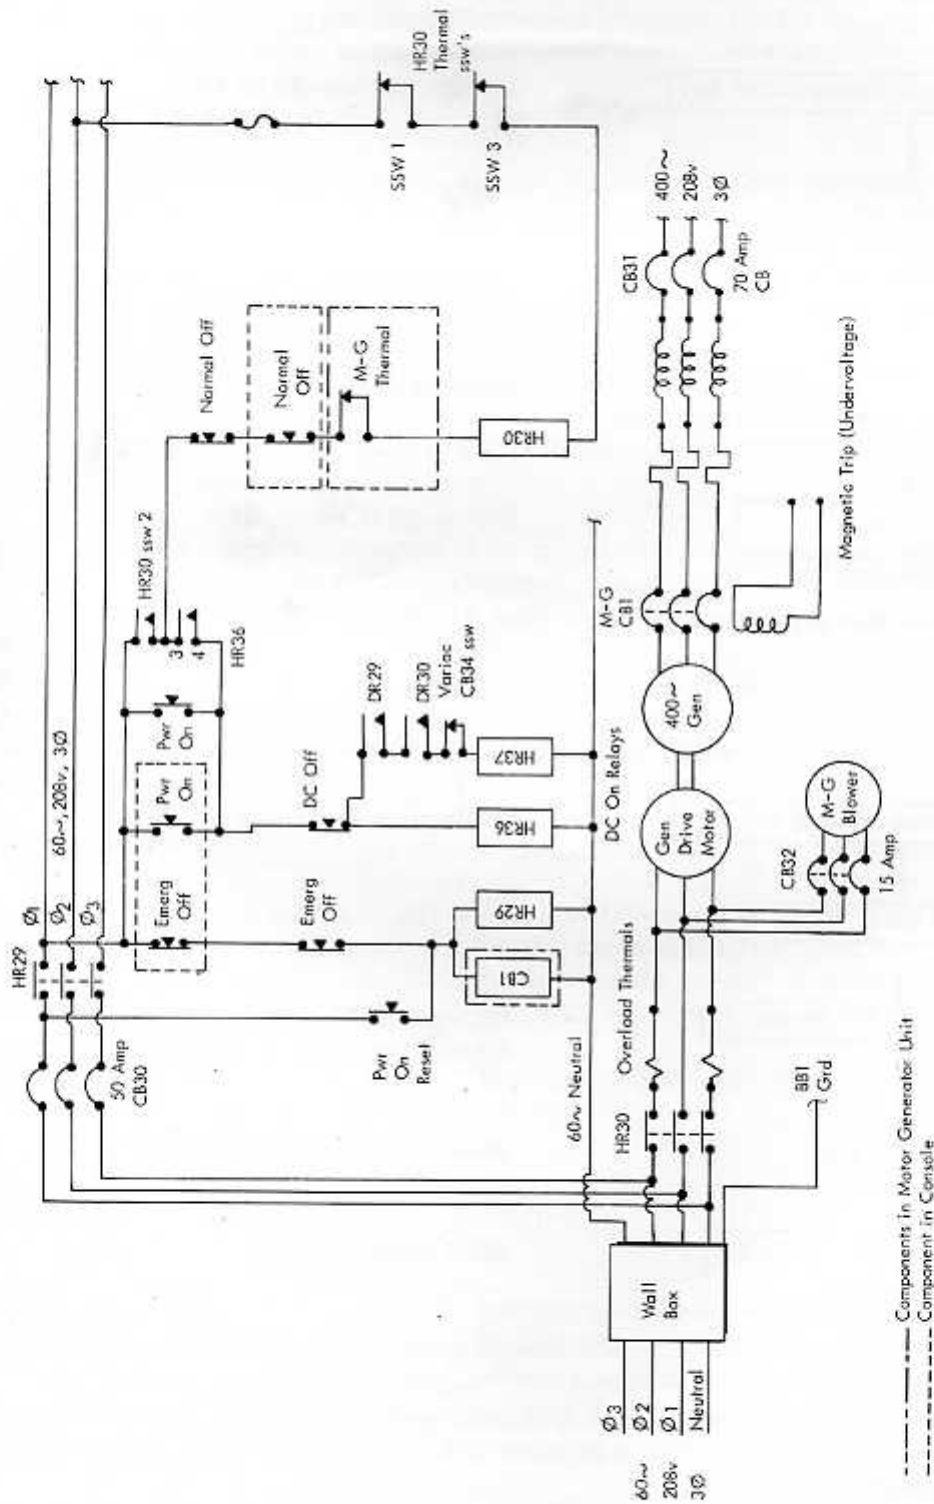 HR29
Ø1
Ø2
Ø3
60~, 208v, 3Ø
50 Amp
CB30
Pwr
On
Reset
Emerg
Off
Pwr
On
Pwr
On
HR30 ssw 2
3
4
HR36
Normal Off
Normal
Off
M-G
Thermal
HR30
HR30
Thermal
ssw's
SSW 1
SSW 3
Emerg
Off
DC Off
DR29
DR30
Variac
CB34 ssw
CB1
HR29
HR36
HR37
60~ Neutral
DC On Relays
Ø3
Ø2
Ø1
Neutral
60~
208v
3Ø
Wall
Box
HR30
Overload Thermals
BB1
Grd
Gen
Drive
Motor
400~
Gen
CB32
15 Amp
M-G
Blower
M-G
CB1
Magnetic Trip (Undervoltage)
CB31
70 Amp
CB
400~
208v
3Ø
Components in Motor Generator Unit
Component in Console